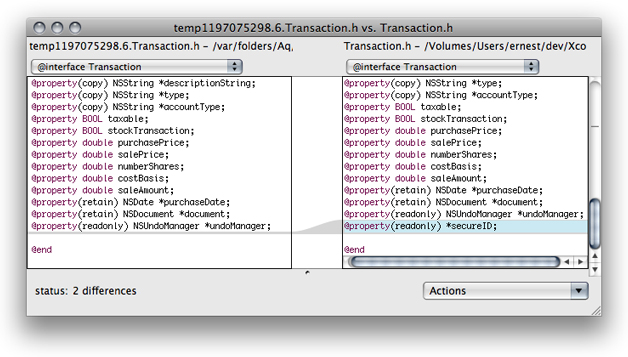 temp1197075298.6.Transaction.h vs. Transaction.h
temp1197075298.6.Transaction.h – /var/folders/Aq,
@interface Transaction
@property(copy) NSString *descriptionString;
@property(copy) NSString *type;
@property(copy) NSString *accountType;
@property BOOL taxable;
@property BOOL stockTransaction;
@property double purchasePrice;
@property double salePrice;
@property double numberShares;
@property double costBasis;
@property double saleAmount;
@property(retain) NSDate *purchaseDate;
@property(retain) NSDocument *document;
@property(readonly) NSUndoManager *undoManager;
@end
Transaction.h – /Volumes/Users/ernest/dev/Xco
@interface Transaction
@property(copy) NSString *type;
@property(copy) NSString *accountType;
@property BOOL taxable;
@property BOOL stockTransaction;
@property double purchasePrice;
@property double salePrice;
@property double numberShares;
@property double costBasis;
@property double saleAmount;
@property(retain) NSDate *purchaseDate;
@property(retain) NSDocument *document;
@property(readonly) NSUndoManager *undoManager;
@property(readonly) *secureID;
@end
status: 2 differences
Actions